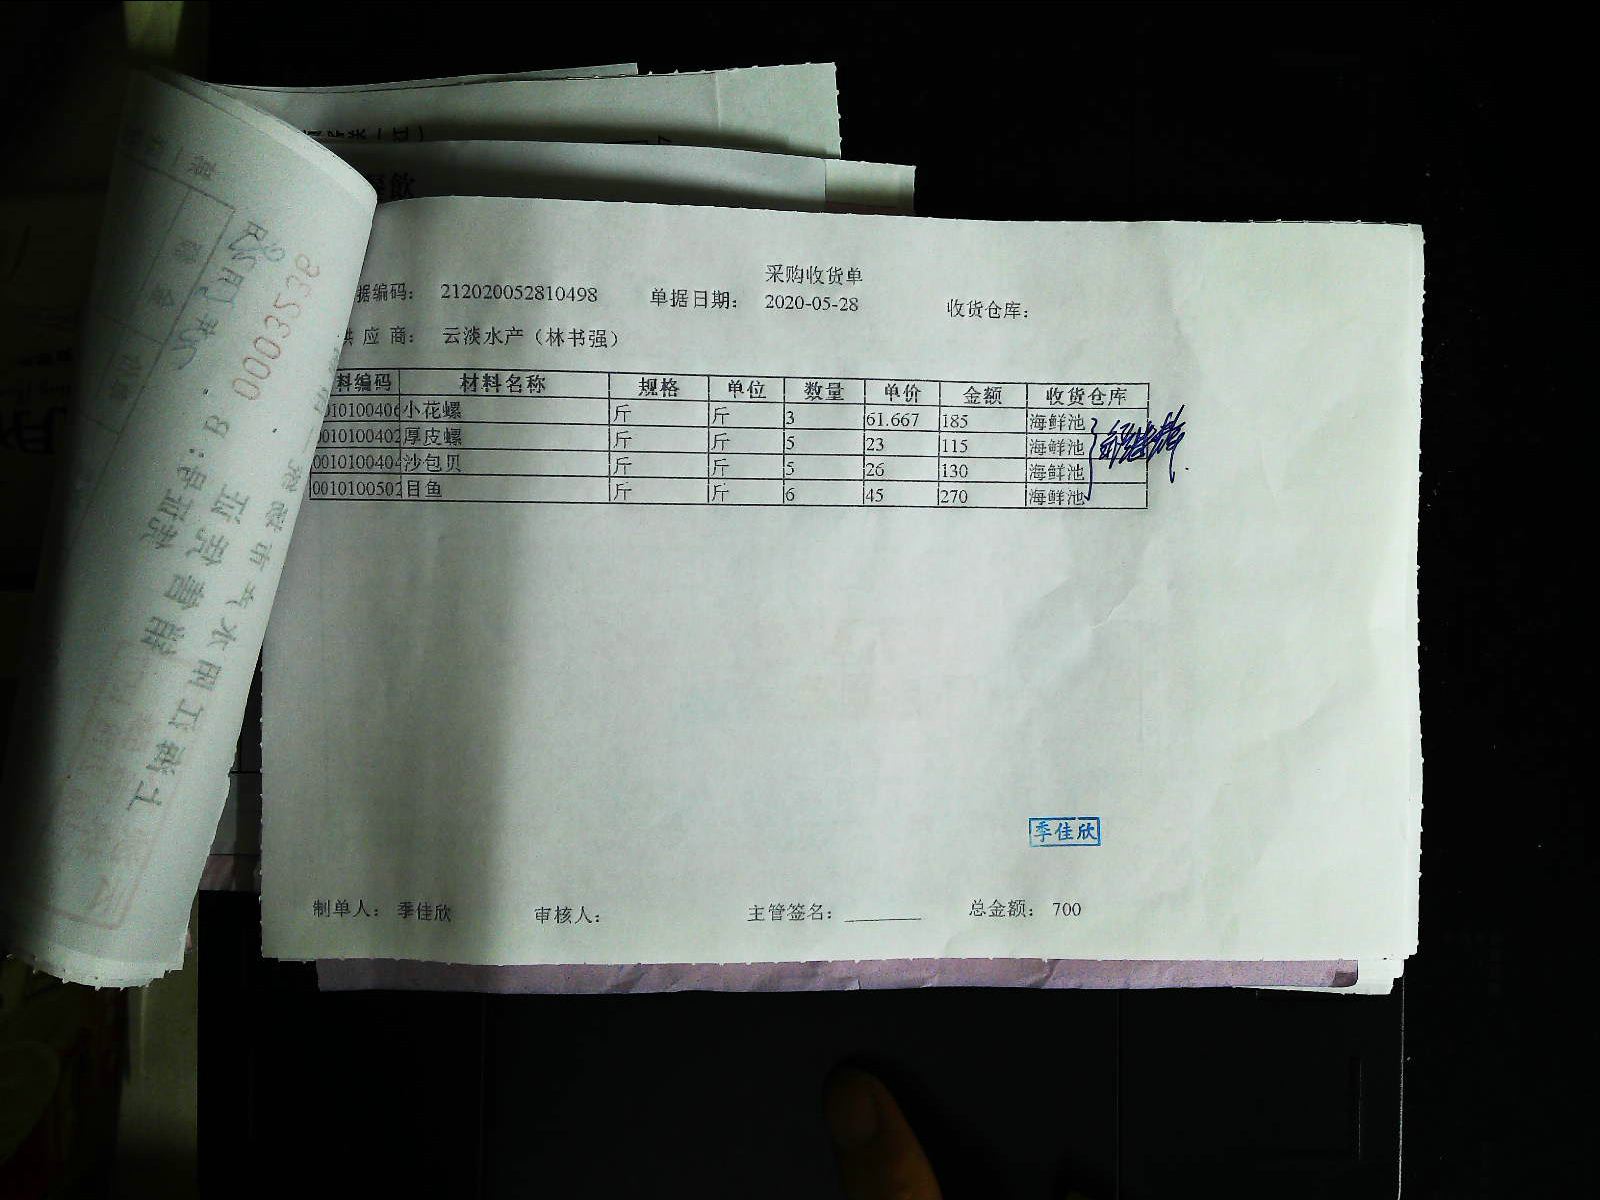 餐飲
采购收货单
据编码： 212020052810498 单据日期： 2020-05-28 收货仓库：
供 应 商： 云淡水产（林书强）
料编码 材料名称 规格 单位 数量 单价 金额 收货仓库
0010100406 小花螺 斤 斤 3 61.667 185 海鲜池
0010100402 厚皮螺 斤 斤 5 23 115 海鲜池
0010100404 沙包贝 斤 斤 5 26 130 海鲜池
0010100502 目鱼 斤 斤 6 45 270 海鲜池
季佳欣
制单人： 季佳欣 审核人： 主管签名： ________ 总金额： 700
0003236